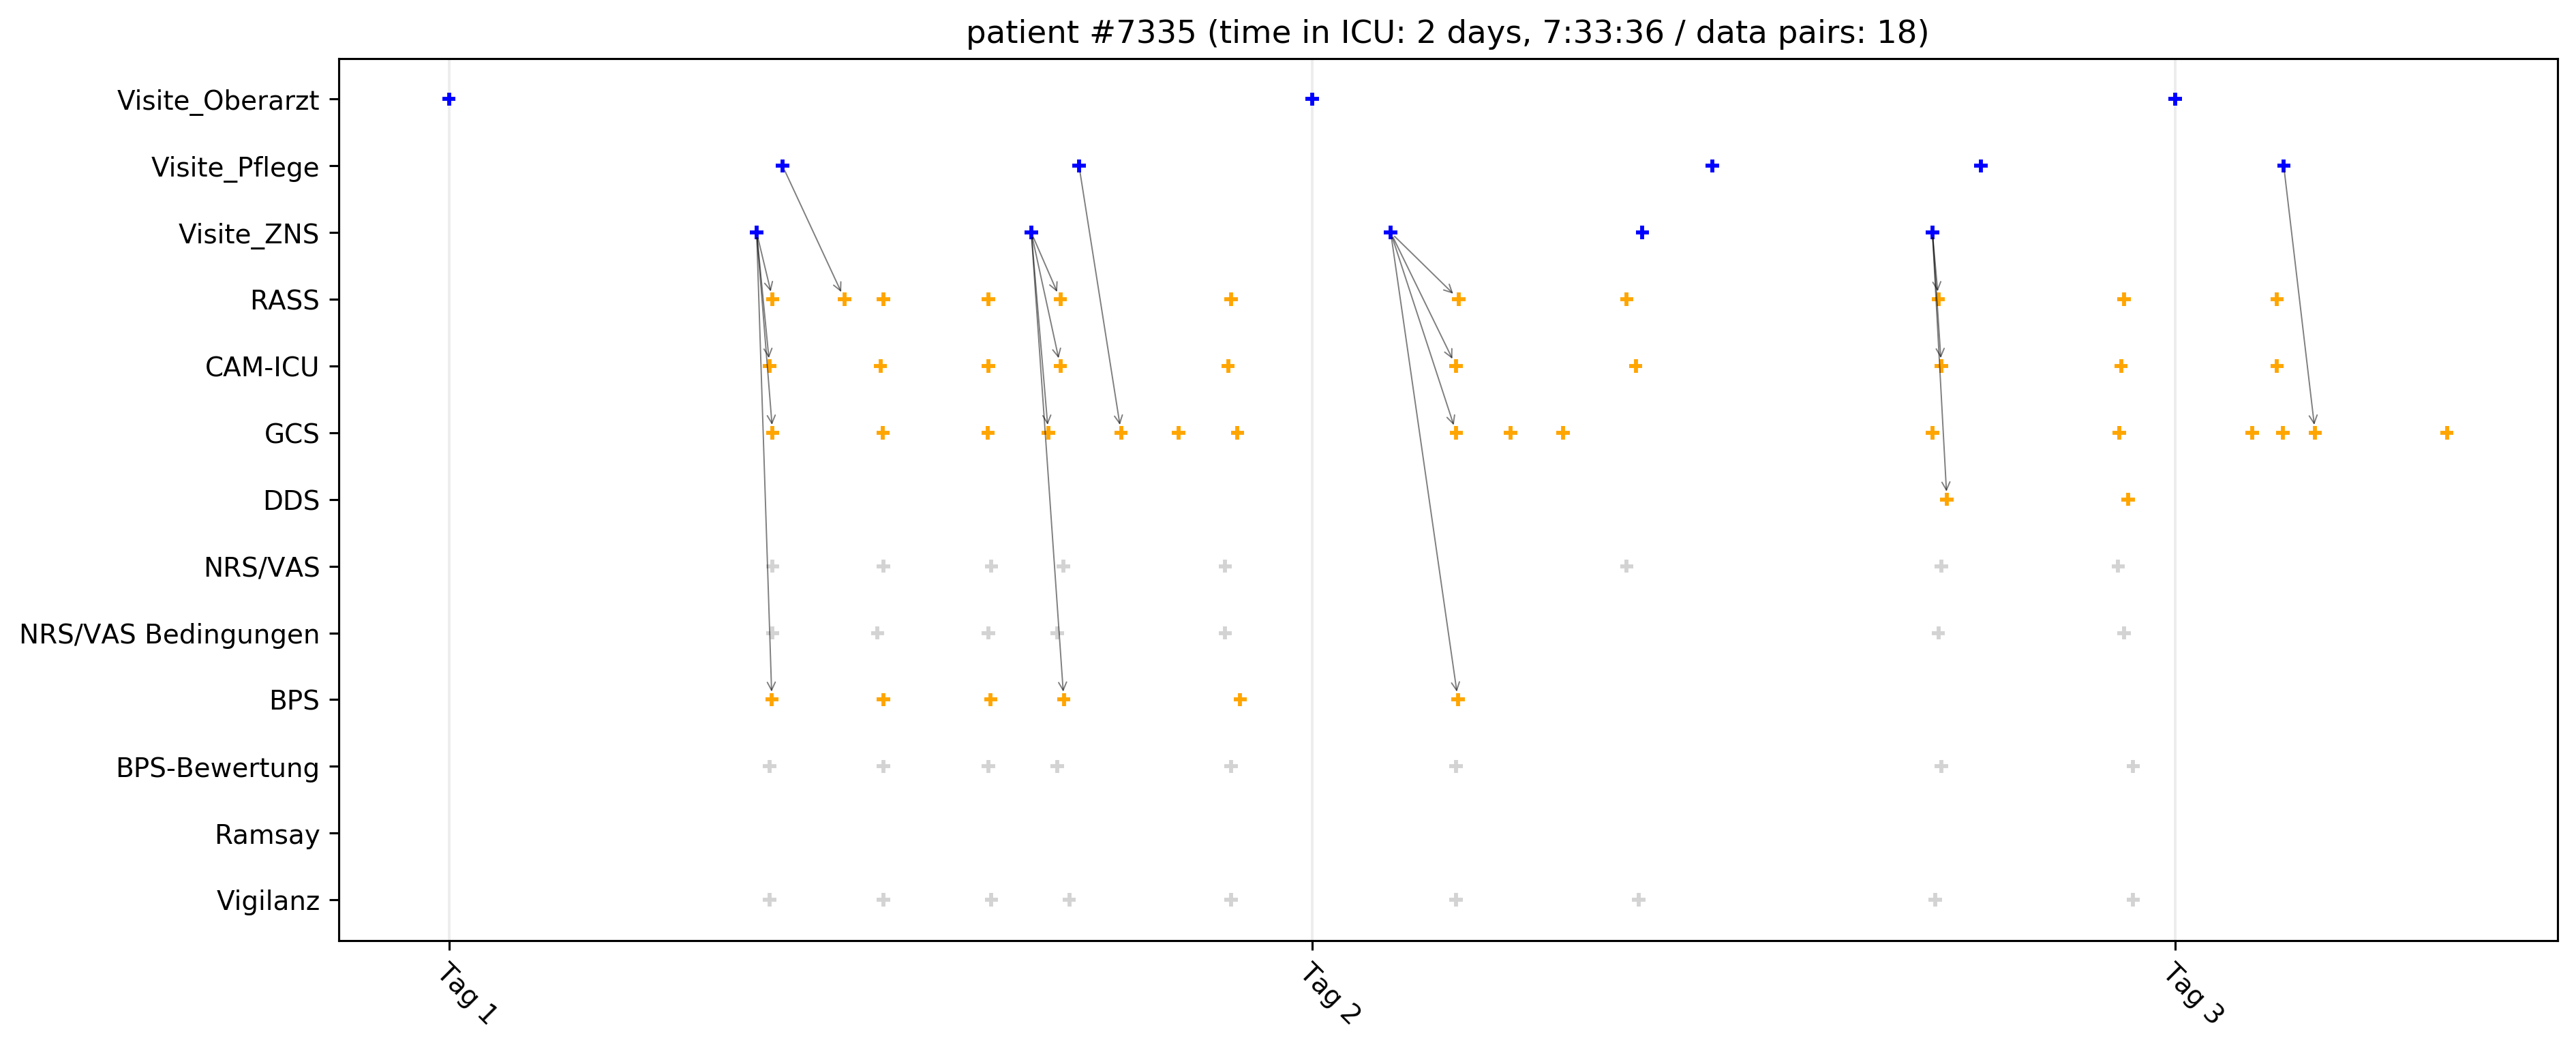 patient #7335 (time in ICU: 2 days, 7:33:36 / data pairs: 18)
Visite_Oberarzt
Visite_Pflege
Visite_ZNS
RASS
CAM-ICU
GCS
DDS
NRS/VAS
NRS/VAS Bedingungen
BPS
BPS-Bewertung
Ramsay
Vigilanz
Tag 1
Tag 2
Tag 3